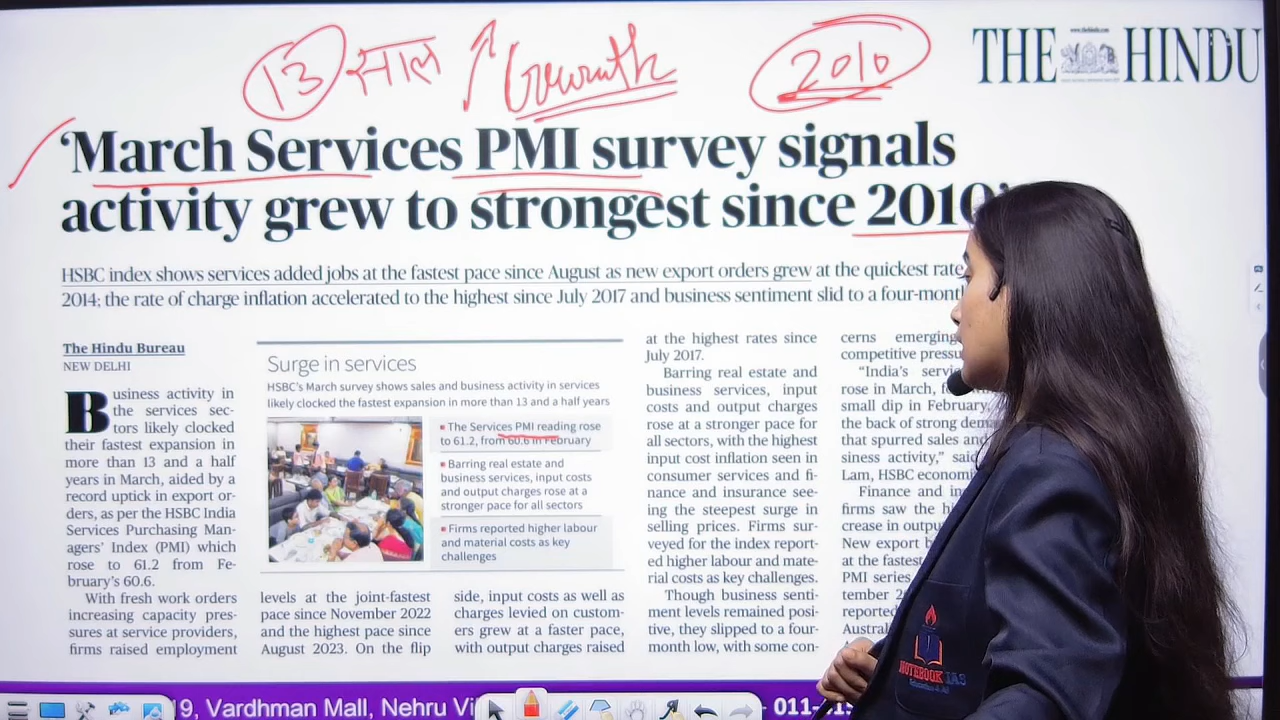 13 साल ↑ Growth 2010
www.thehindu.com
THE HINDU
‘March Services PMI survey signals
activity grew to strongest since 2010’
HSBC index shows services added jobs at the fastest pace since August as new export orders grew at the quickest rate
2014; the rate of charge inflation accelerated to the highest since July 2017 and business sentiment slid to a four-month
The Hindu Bureau
NEW DELHI
Business activity in
the services sec-
tors likely clocked
their fastest expansion in
more than 13 and a half
years in March, aided by a
record uptick in export or-
ders, as per the HSBC India
Services Purchasing Man-
agers’ Index (PMI) which
rose to 61.2 from Fe-
bruary’s 60.6.
With fresh work orders
increasing capacity pres-
sures at service providers,
firms raised employment
Surge in services
HSBC’s March survey shows sales and business activity in services
likely clocked the fastest expansion in more than 13 and a half years
▪ The Services PMI reading rose
to 61.2, from 60.6 in February
▪ Barring real estate and
business services, input
costs and output charges
rose at a stronger pace for
all sectors
▪ Firms reported higher labour
and material costs as key
challenges
levels at the joint-fastest
pace since November 2022
and the highest pace since
August 2023. On the flip
side, input costs as well as
charges levied on custom-
ers grew at a faster pace,
with output charges raised
at the highest rates since
July 2017.
Barring real estate and
business services, input
costs and output charges
rose at a stronger pace for
all sectors, with the highest
input cost inflation seen in
consumer services and fi-
nance and insurance see-
ing the steepest surge in
selling prices. Firms sur-
veyed for the index report-
ed higher labour and mate-
rial costs as key challenges.
Though business senti-
ment levels remained posi-
tive, they slipped to a four-
month low, with some con-
cerns emerging
competitive pressu
“India’s servic
rose in March, fo
small dip in February,
the back of strong dema
that spurred sales and
siness activity,” said
Lam, HSBC economi
Finance and in
firms saw the hi
crease in outpu
New export b
at the fastest
PMI series
tember 20
reported
Austral
NOTEBOOK IAS
9, Vardhman Mall, Nehru Vi
011-